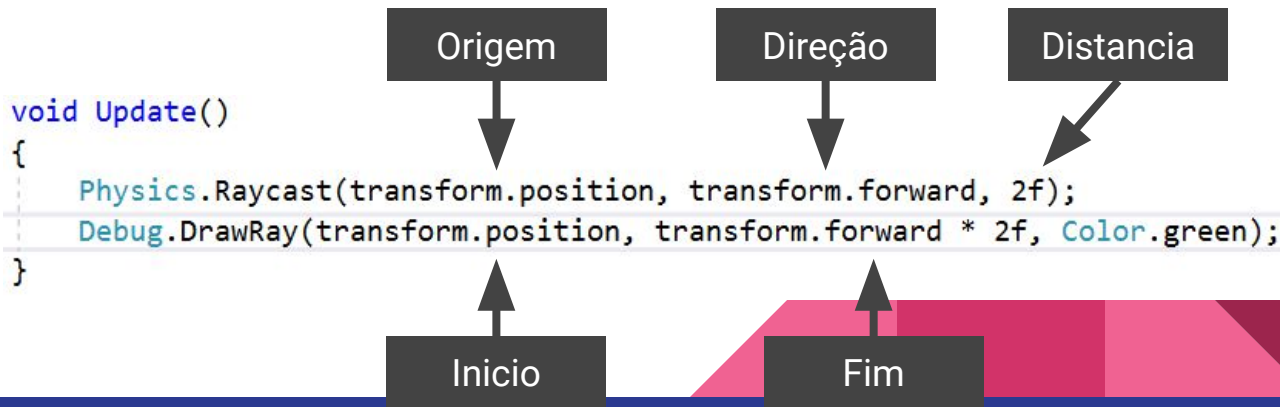 Origem Direção Distancia
void Update()
{
Physics.Raycast(transform.position, transform.forward, 2f);
Debug.DrawRay(transform.position, transform.forward * 2f, Color.green);
}
Inicio Fim